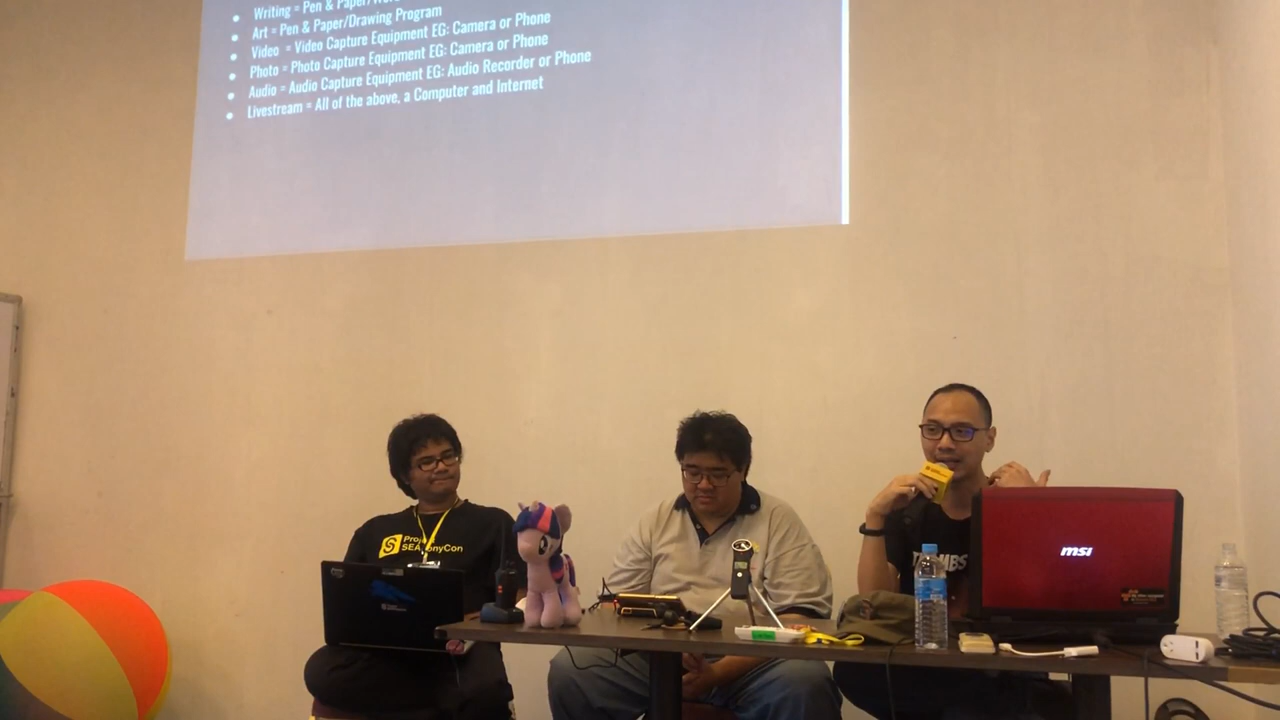 Writing = Pen & Paper/
Art = Pen & Paper/Drawing Program
Video = Video Capture Equipment EG: Camera or Phone
Photo = Photo Capture Equipment EG: Camera or Phone
Audio = Audio Capture Equipment EG: Audio Recorder or Phone
Livestream = All of the above, a Computer and Internet
S
msi